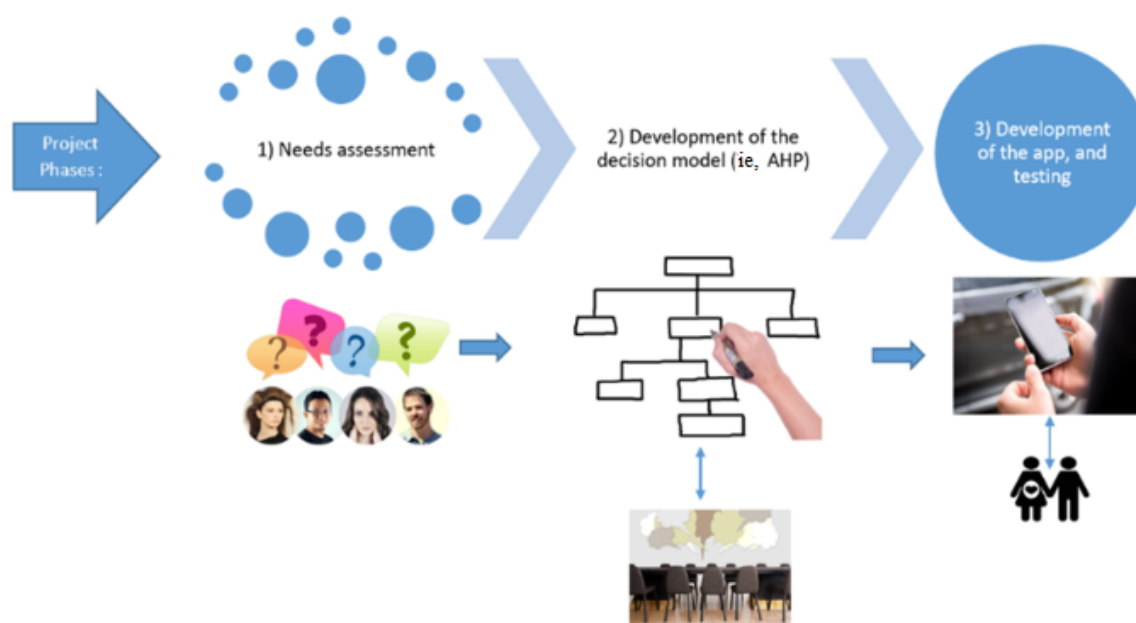 Project
Phases :
1) Needs assessment
2) Development of the
decision model (ie, AHP)
3) Development
of the app, and
testing
?
?
?
?